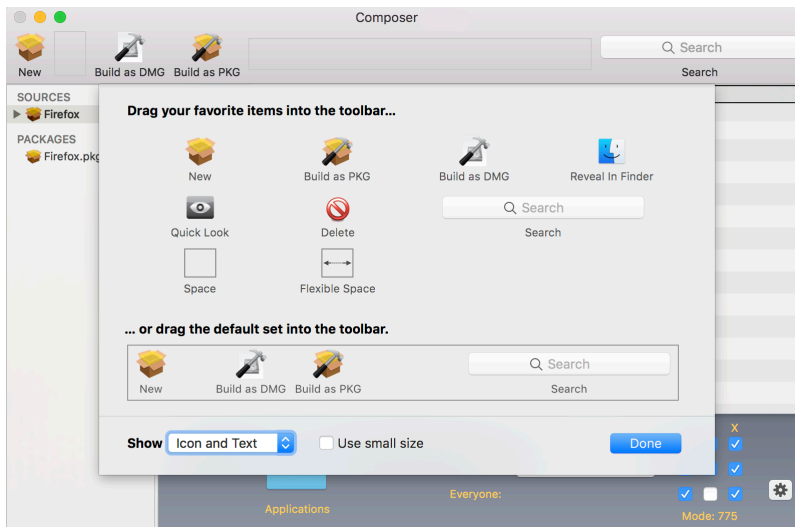 Composer
Search
New Build as DMG Build as PKG Search
SOURCES
Firefox
PACKAGES
Firefox.pkg
Drag your favorite items into the toolbar...
New Build as PKG Build as DMG Reveal In Finder
Search
Quick Look Delete Search
Space Flexible Space
... or drag the default set into the toolbar.
Search
New Build as DMG Build as PKG Search
Show Icon and Text Use small size Done
X
Everyone:
Applications
Mode: 775